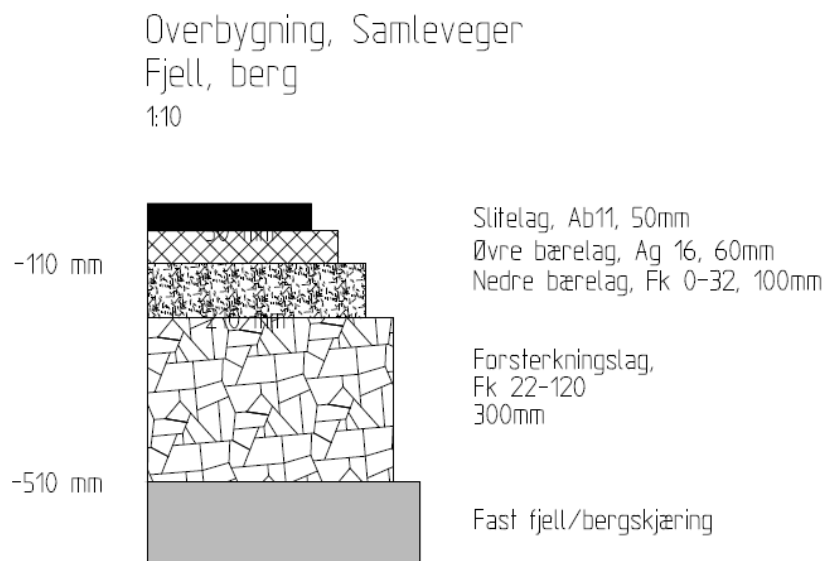 Overbygning, Samleveger
Fjell, berg
1:10
Slitelag, Ab11, 50mm
Øvre bærelag, Ag 16, 60mm
-110 mm
Nedre bærelag, Fk 0-32, 100mm
Forsterkningslag,
Fk 22-120
300mm
-510 mm
Fast fjell/bergskjæring